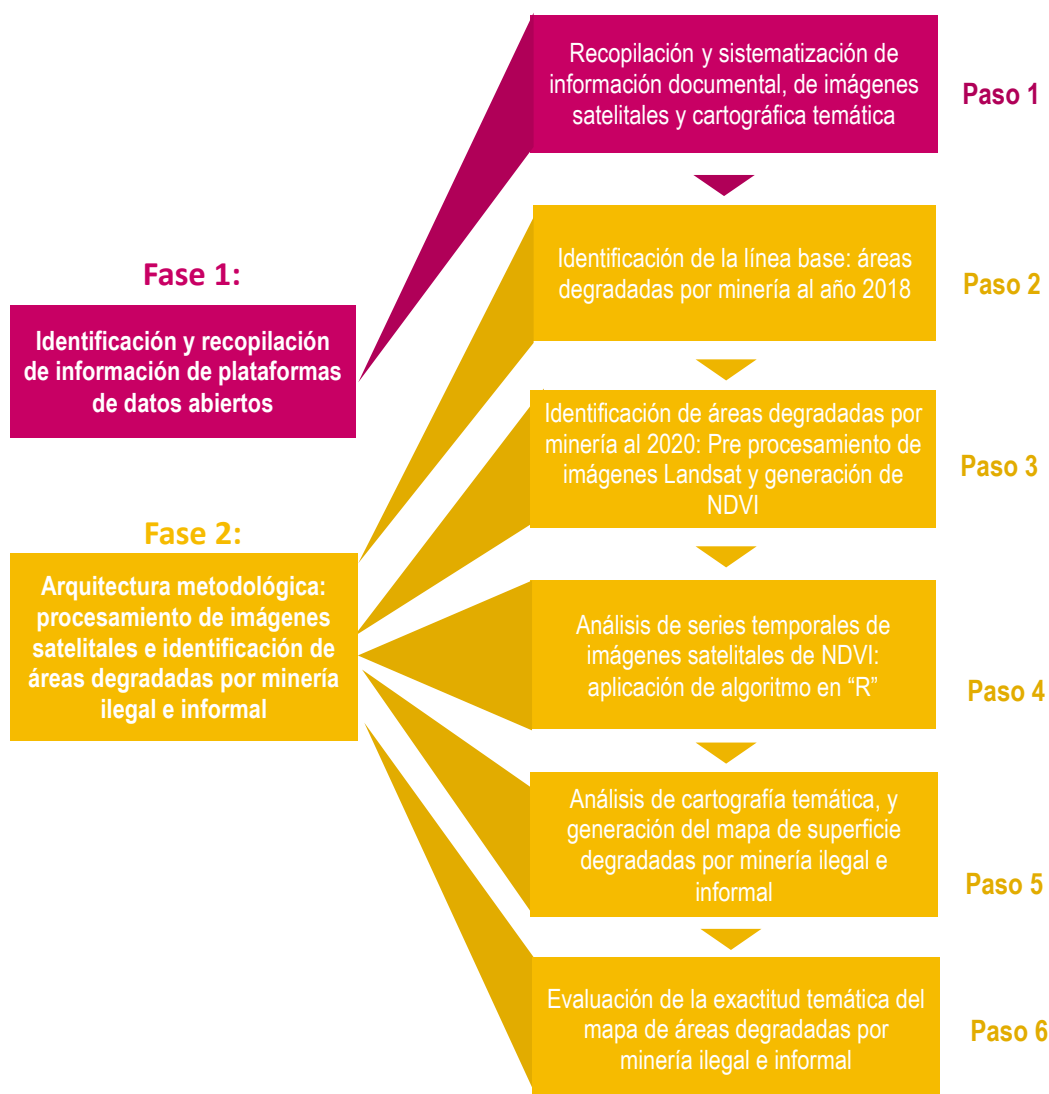 Recopilación y sistematización de
información documental, de imágenes
satelitales y cartográfica temática
Paso 1
Identificación de la línea base: áreas
degradadas por minería al año 2018
Paso 2
Fase 1:
Identificación y recopilación
de información de plataformas
de datos abiertos
Identificación de áreas degradadas por
minería al 2020: Pre procesamiento de
imágenes Landsat y generación de
NDVI
Paso 3
Fase 2:
Arquitectura metodológica:
procesamiento de imágenes
satelitales e identificación de
áreas degradadas por minería
ilegal e informal
Análisis de series temporales de
imágenes satelitales de NDVI:
aplicación de algoritmo en “R”
Paso 4
Análisis de cartografía temática, y
generación del mapa de superficie
degradadas por minería ilegal e
informal
Paso 5
Evaluación de la exactitud temática del
mapa de áreas degradadas por
minería ilegal e informal
Paso 6